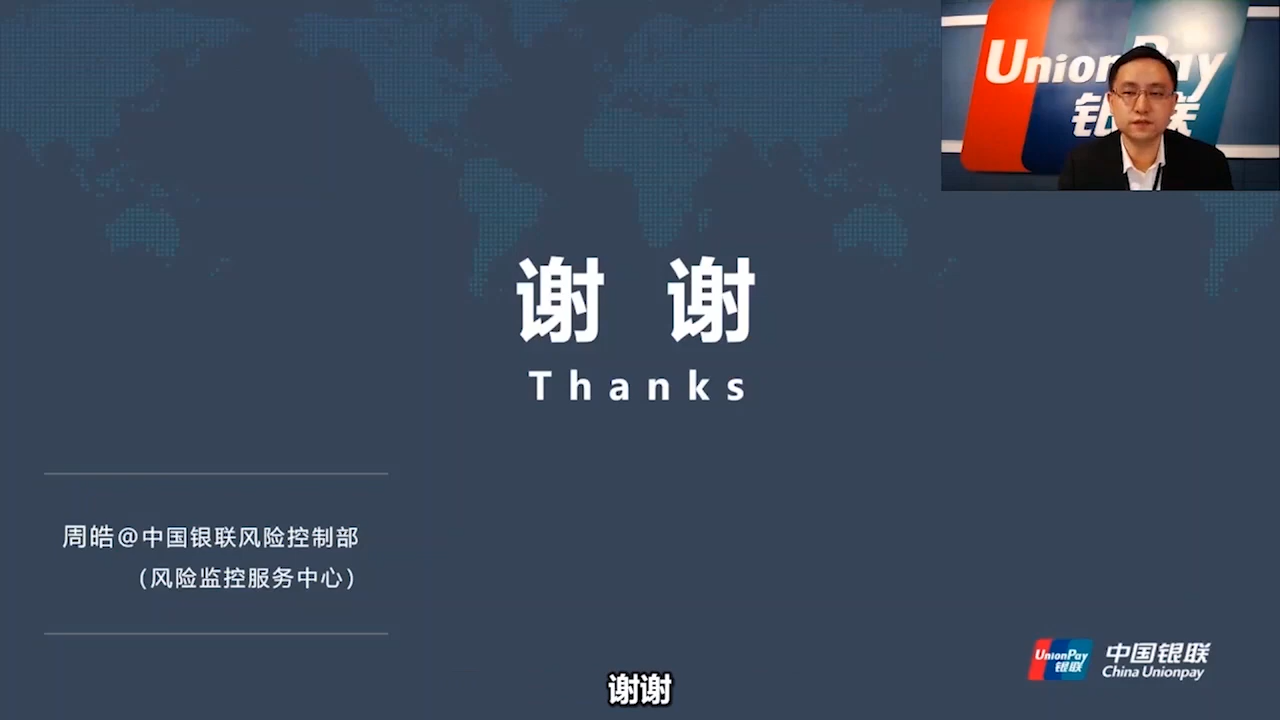 UnionPay
银联
谢 谢
Thanks
周皓@中国银联风险控制部
（风险监控服务中心）
UnionPay
银联
中国银联
China Unionpay
谢谢